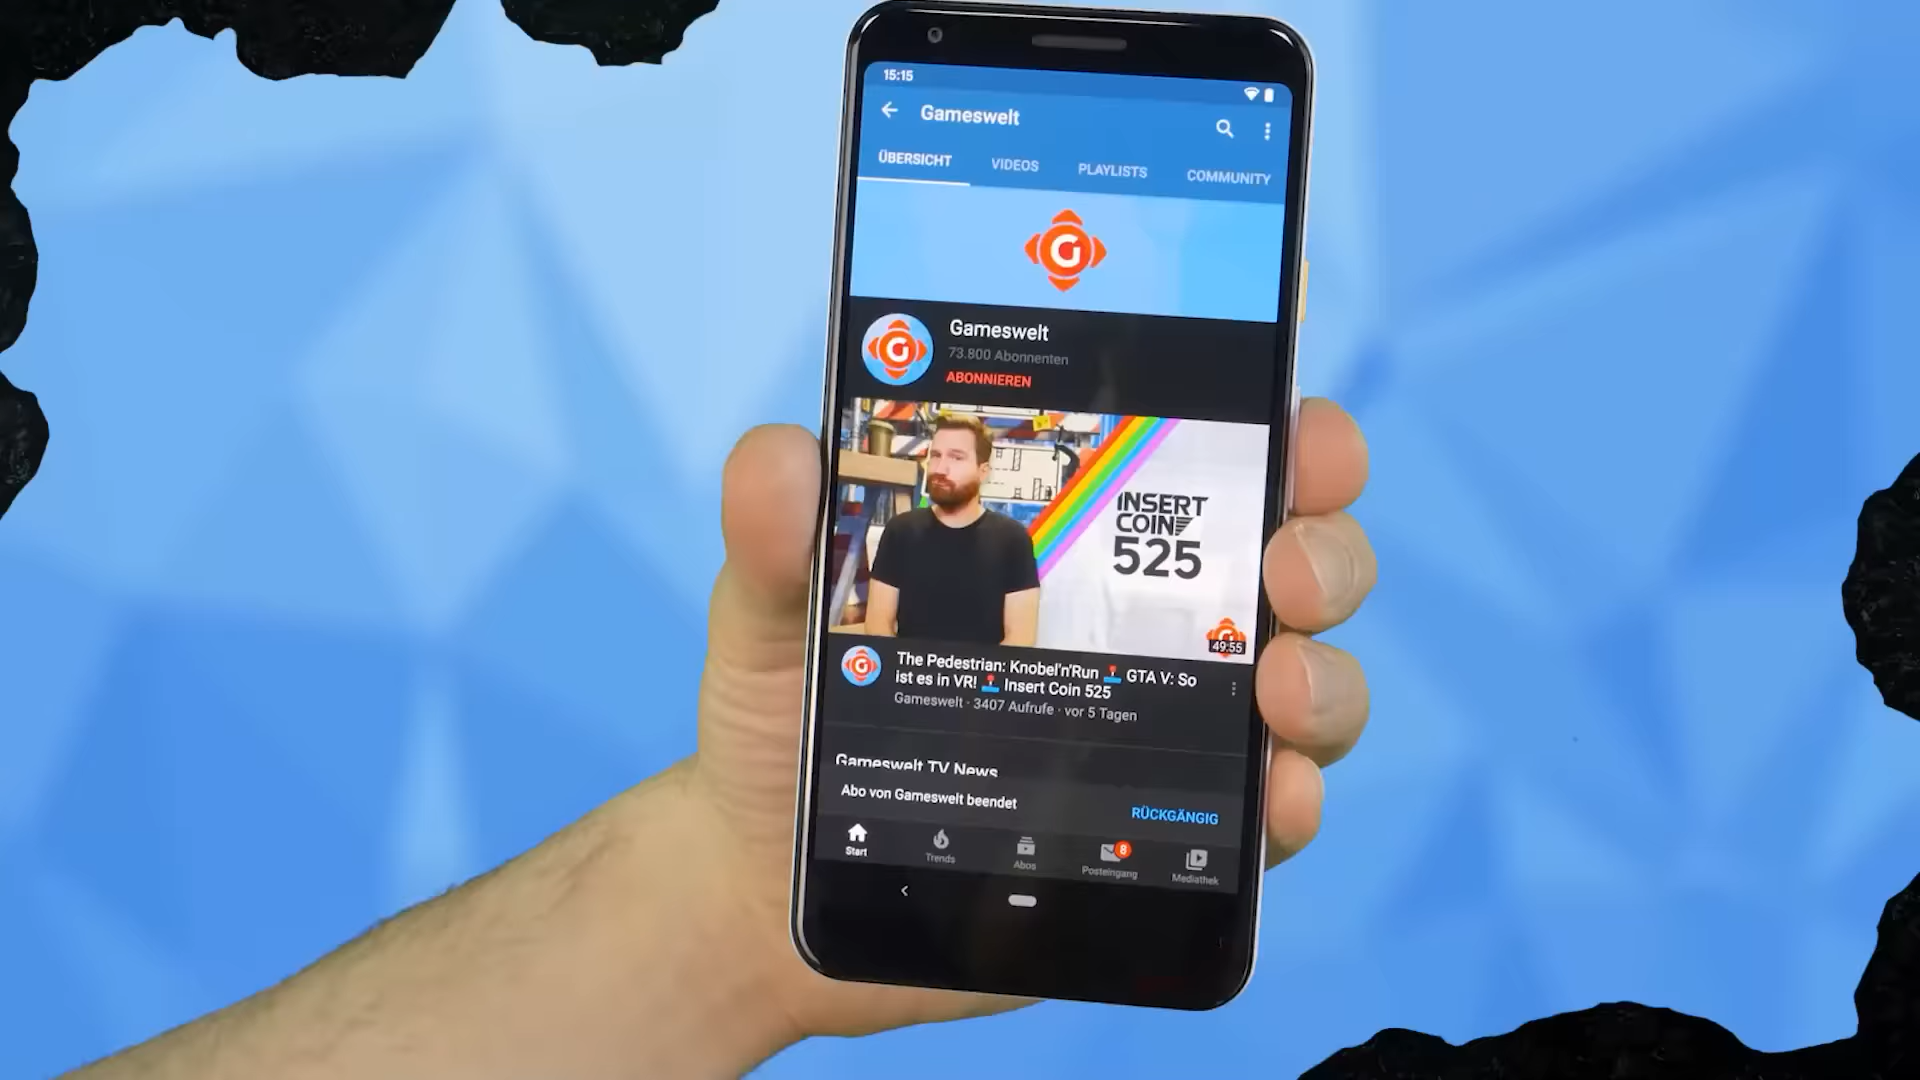 15:15
Gameswelt
ÜBERSICHT VIDEOS PLAYLISTS COMMUNITY
G
Gameswelt
73.800 Abonnenten
ABONNIEREN
G
INSERT
COIN
525
49:55
G
The Pedestrian: Knobel'n'Run GTA V: So
ist es in VR! Insert Coin 525
Gameswelt · 3407 Aufrufe · vor 5 Tagen
Gameswelt TV News
Abo von Gameswelt beendet
RÜCKGÄNGIG
8
Start Trends Abos Posteingang Mediathek